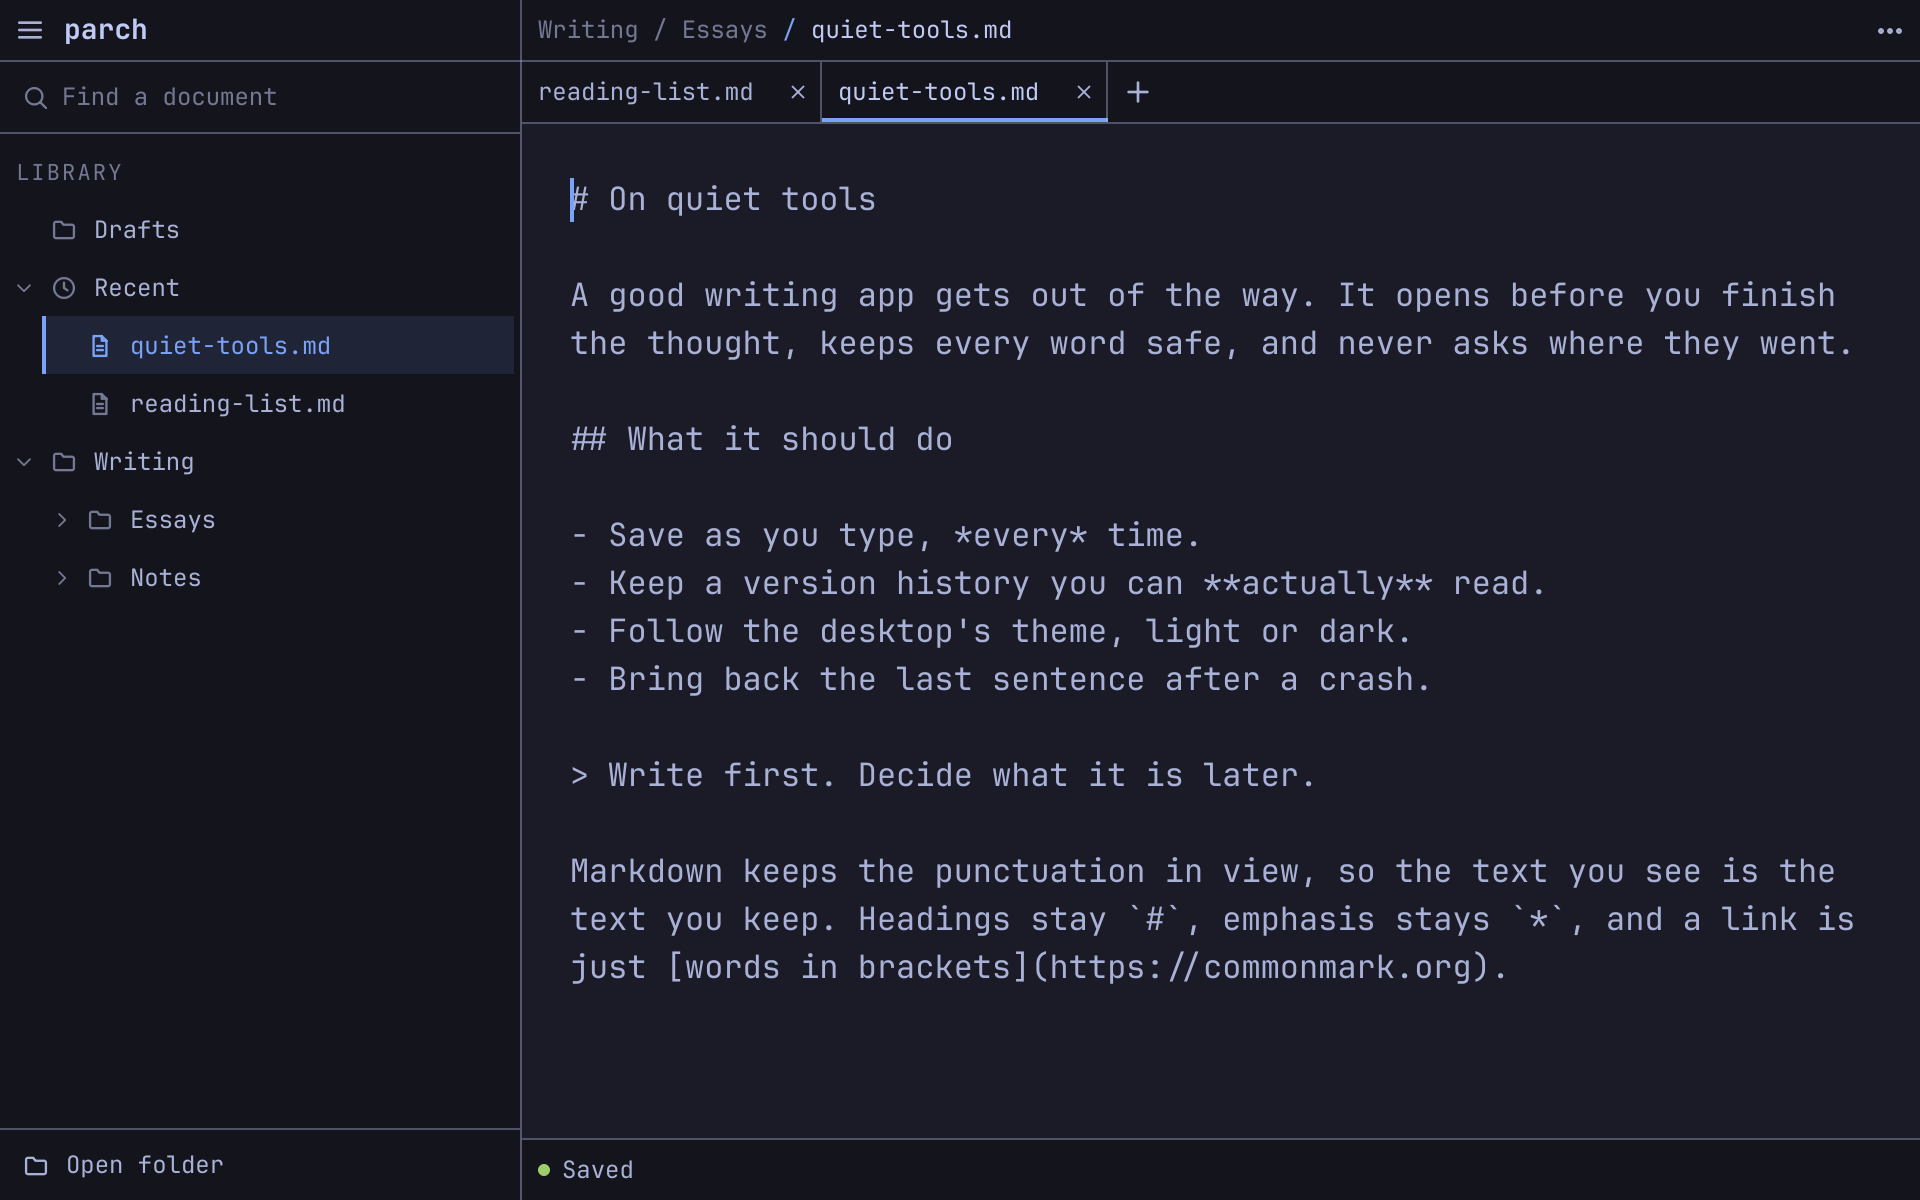 parch
Find a document
LIBRARY
Drafts
Recent
quiet-tools.md
reading-list.md
Writing
Essays
Notes
Open folder
Writing / Essays / quiet-tools.md
reading-list.md
quiet-tools.md
# On quiet tools
A good writing app gets out of the way. It opens before you finish
the thought, keeps every word safe, and never asks where they went.
## What it should do
- Save as you type, *every* time.
- Keep a version history you can **actually** read.
- Follow the desktop's theme, light or dark.
- Bring back the last sentence after a crash.
> Write first. Decide what it is later.
Markdown keeps the punctuation in view, so the text you see is the
text you keep. Headings stay `#`, emphasis stays `*`, and a link is
just [words in brackets](https://commonmark.org).
Saved